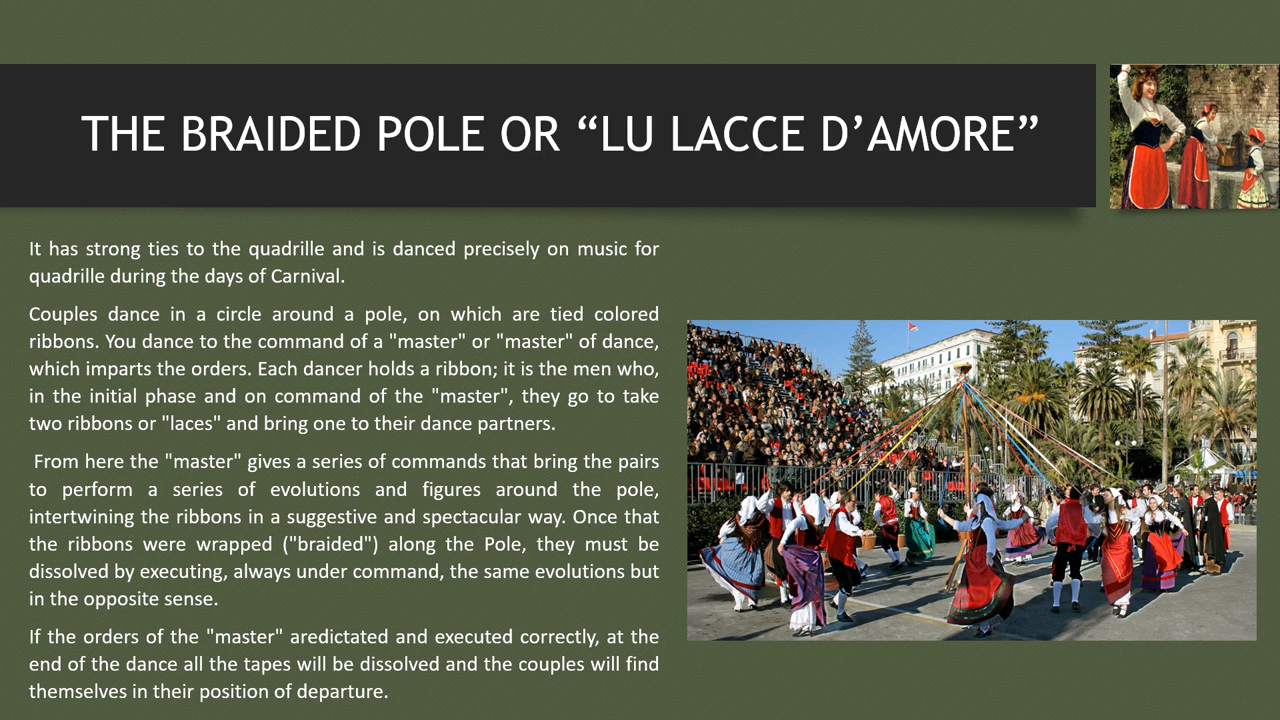 THE BRAIDED POLE OR “LU LACCE D’AMORE”
It has strong ties to the quadrille and is danced precisely on music for
quadrille during the days of Carnival.
Couples dance in a circle around a pole, on which are tied colored
ribbons. You dance to the command of a "master" or "master" of dance,
which imparts the orders. Each dancer holds a ribbon; it is the men who,
in the initial phase and on command of the "master", they go to take
two ribbons or "laces" and bring one to their dance partners.
From here the "master" gives a series of commands that bring the pairs
to perform a series of evolutions and figures around the pole,
intertwining the ribbons in a suggestive and spectacular way. Once that
the ribbons were wrapped ("braided") along the Pole, they must be
dissolved by executing, always under command, the same evolutions but
in the opposite sense.
If the orders of the "master" aredictated and executed correctly, at the
end of the dance all the tapes will be dissolved and the couples will find
themselves in their position of departure.